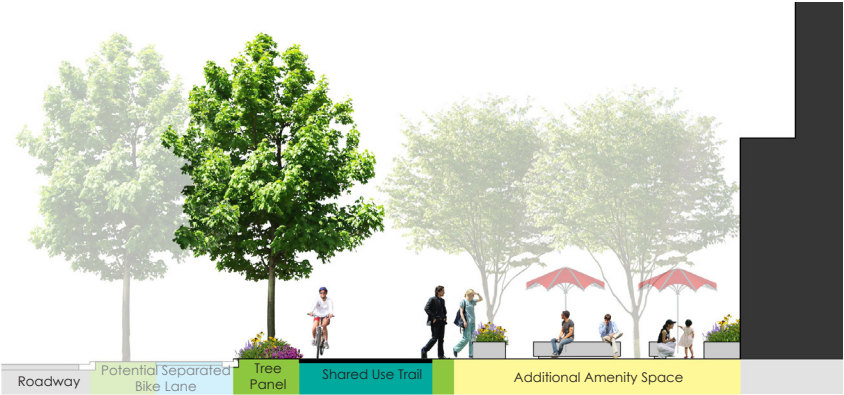 Roadway
Potential Separated
Bike Lane
Tree
Panel
Shared Use Trail
Additional Amenity Space